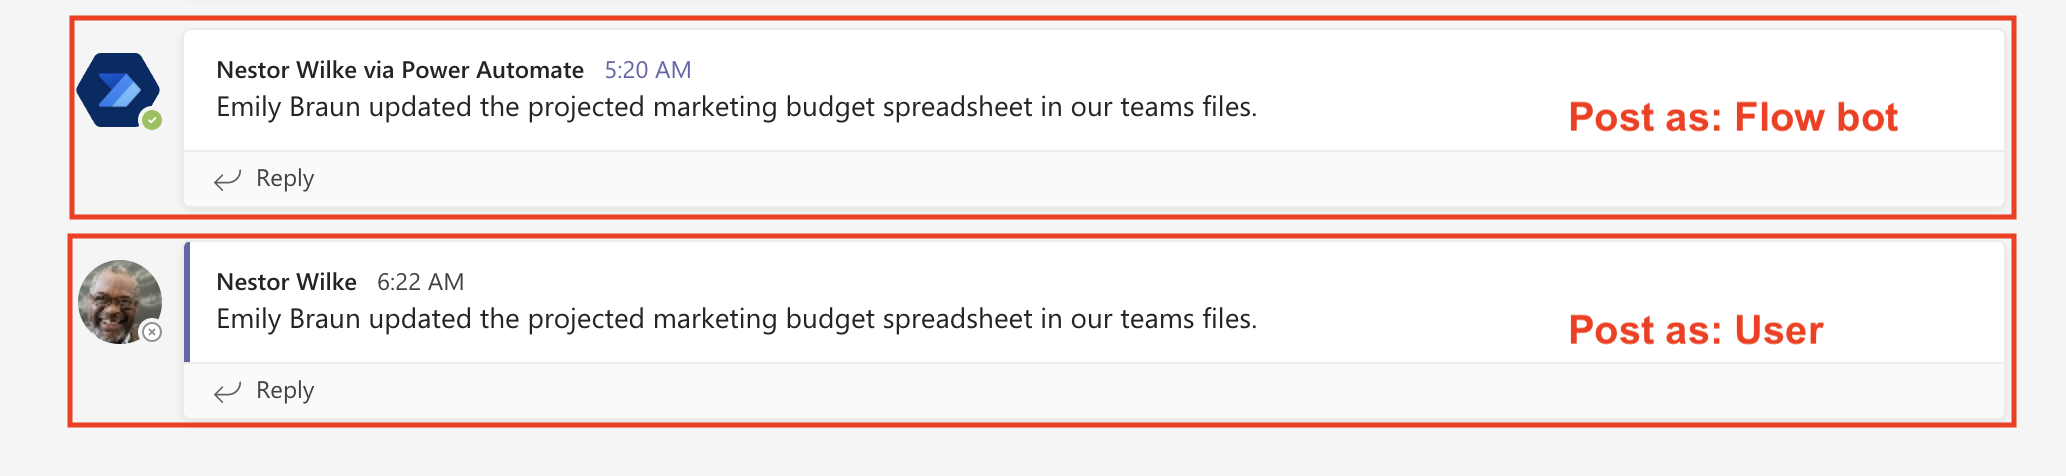 Nestor Wilke via Power Automate 5:20 AM
Emily Braun updated the projected marketing budget spreadsheet in our teams files.
Post as: Flow bot
Reply
Nestor Wilke 6:22 AM
Emily Braun updated the projected marketing budget spreadsheet in our teams files.
Post as: User
Reply